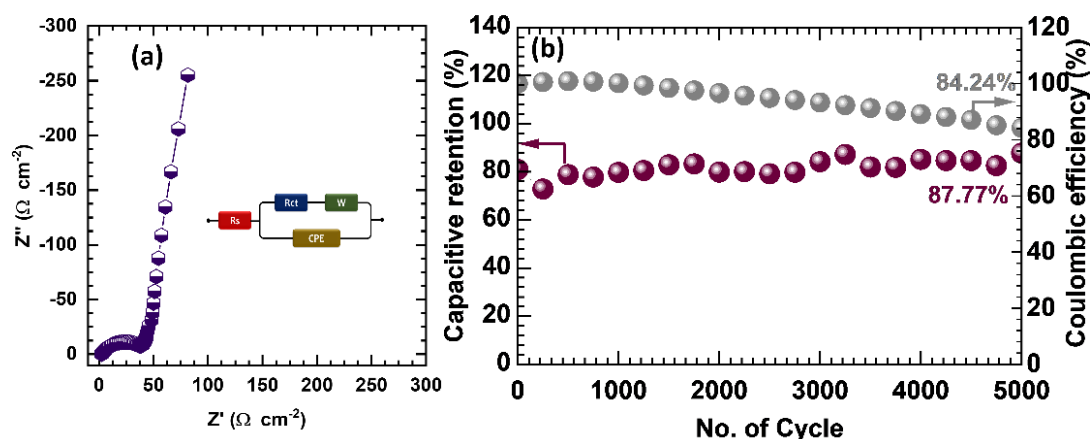 (a)
-300
-250
-200
-150
-100
-50
0
Z'' (Ω cm-2)
Rs
Rct
W
CPE
0 50 100 150 200 250 300
Z' (Ω cm-2)
(b)
140
120
100
80
60
40
20
0
Capacitive retention (%)
84.24%
87.77%
120
100
80
60
40
20
0
Coulombic efficiency (%)
0 1000 2000 3000 4000 5000
No. of Cycle